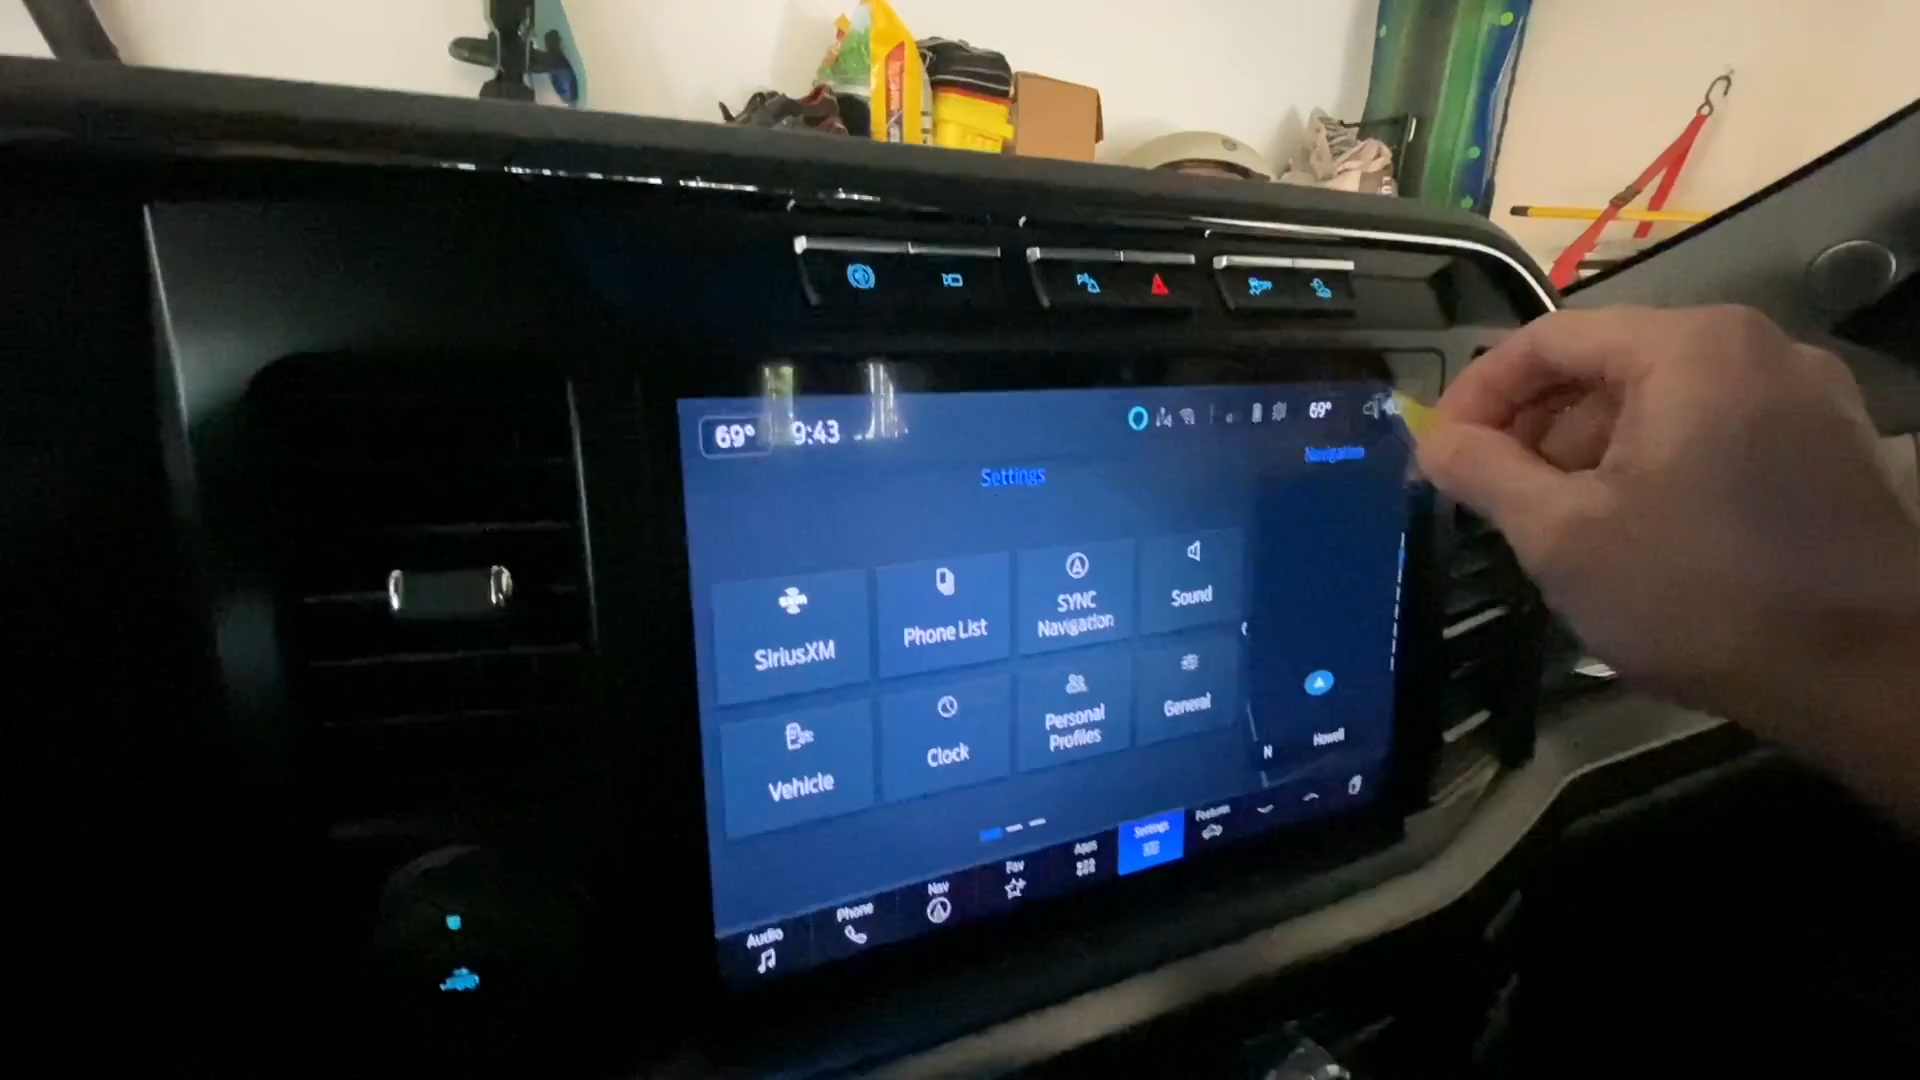 69°
9:43
69°
Settings
Navigation
SiriusXM
Phone List
SYNC
Navigation
Sound
Vehicle
Clock
Personal
Profiles
General
N
Howell
Audio
Phone
Nav
Fav
Apps
Settings
Features